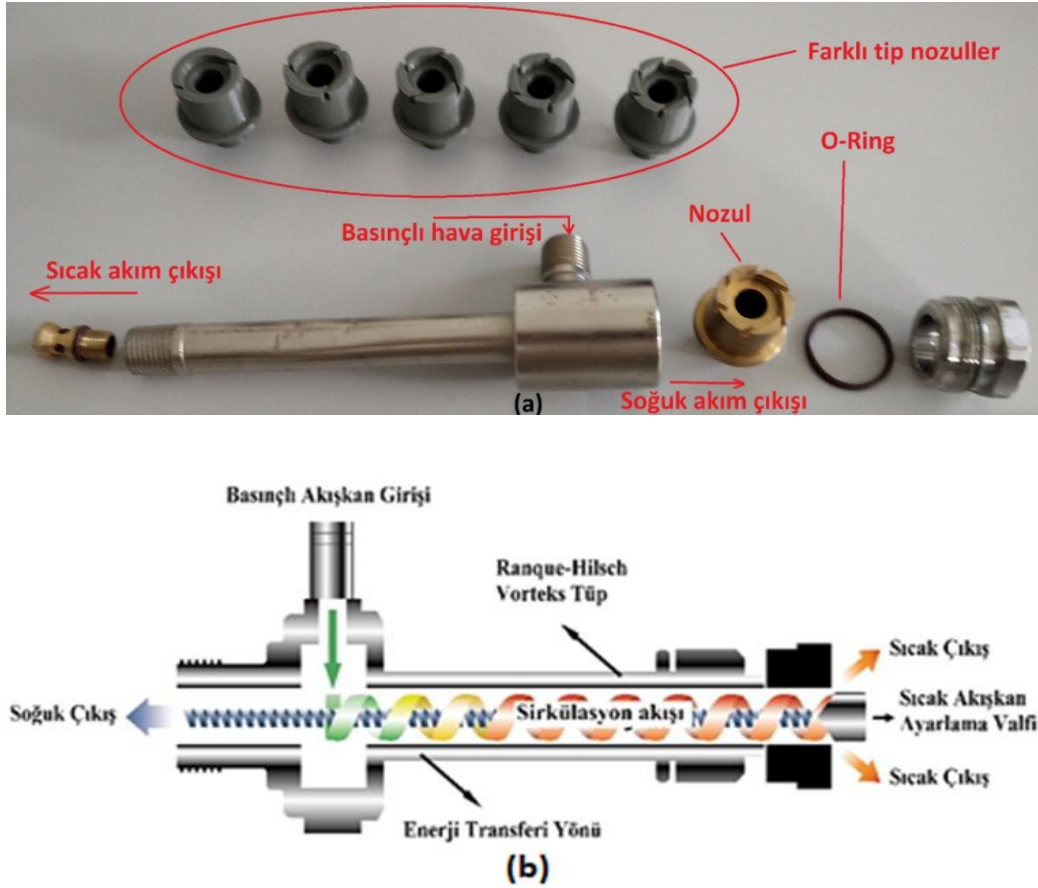 Farklı tip nozuller
O-Ring
Nozul
Basınçlı hava girişi
Sıcak akım çıkışı
Soğuk akım çıkışı
(a)
Basınçlı Akışkan Girişi
Ranque-Hilsch
Vorteks Tüp
Sıcak Çıkış
Soğuk Çıkış
Sirkülasyon akışı
Sıcak Akışkan
Ayarlama Valfi
Sıcak Çıkış
Enerji Transferi Yönü
(b)